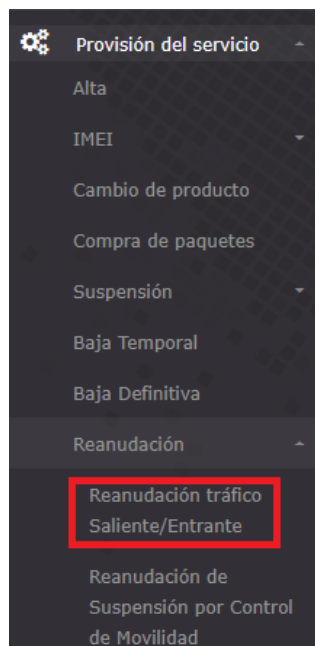 Provisión del servicio
Alta
IMEI
Cambio de producto
Compra de paquetes
Suspensión
Baja Temporal
Baja Definitiva
Reanudación
Reanudación tráfico
Saliente/Entrante
Reanudación de
Suspensión por Control
de Movilidad